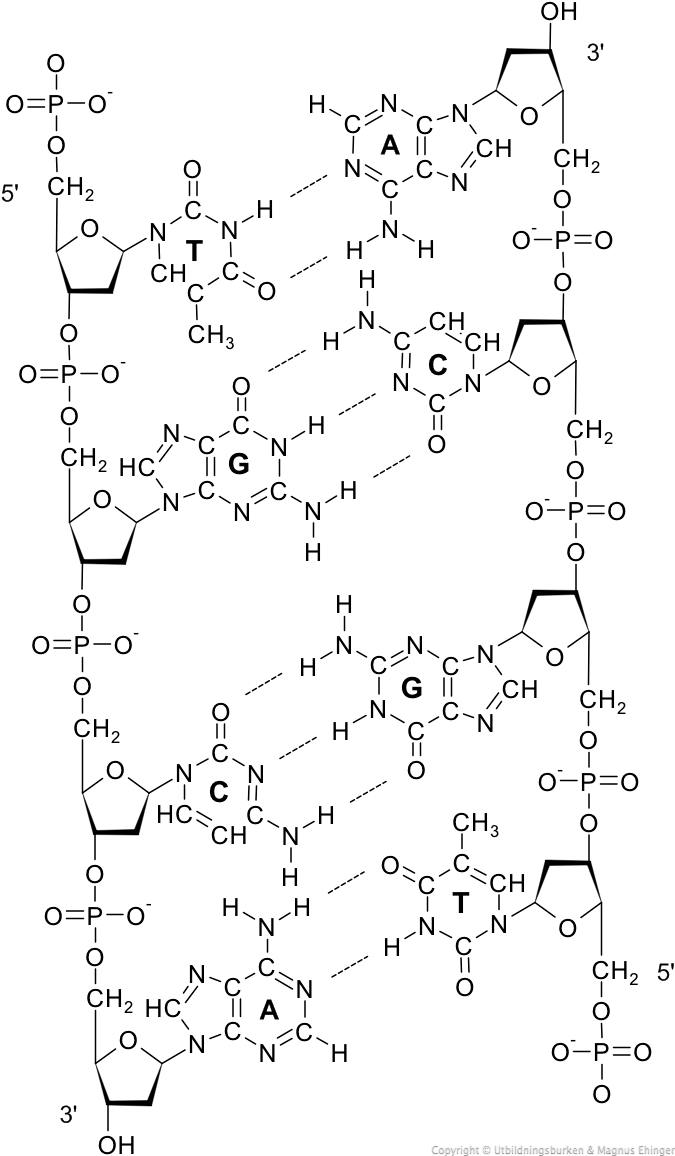 OH
3'
O
O=P–O⁻
H N N
O
C C CH O
A
5' CH₂ N C C N CH₂
O C O
O N C N H NH₂ O⁻–P=O
T
CH C O
C H
CH₃ H N CH
O C CH
O=P–O⁻ O N C N O
O N C N H C
G O CH₂
CH₂ HC C C H O
O N N N O⁻–P=O
H O
O H
O=P–O⁻ H N N N O
O H C C CH
G
O H N C N CH₂
CH₂ C C O
O N N O O⁻–P=O
C
HC C H CH₃ O
CH N O C
O H C CH
T
O=P–O⁻ H H N N O
N H C
O C O CH₂ 5'
CH₂ N C N O
HC C A O⁻–P=O
O N N C H O
3'
OH
Copyright © Utbildningsburken & Magnus Ehinger